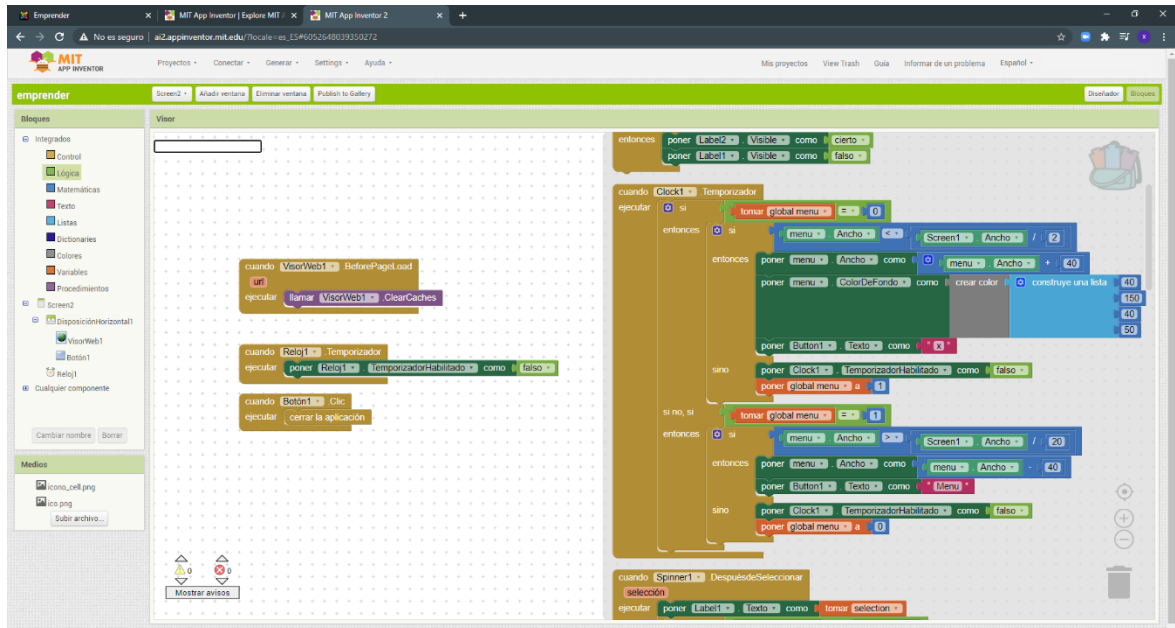 Emprender
MIT App Inventor | Explore MIT A
MIT App Inventor 2
No es seguro | ai2.appinventor.mit.edu/?locale=es_ES#6052648039350272
MIT
APP INVENTOR
Proyectos Conectar Generar Settings Ayuda
Mis proyectos View Trash Guia Informar de un problema Español
emprender
Screen2 Añadir ventana Eliminar ventana Publish to Gallery
Diseñador Bloques
Bloques
Visor
Integrados
Control
Lógica
Matemáticas
Texto
Listas
Dictionaries
Colores
Variables
Procedimientos
Screen2
DisposiciónHorizontal1
VisorWeb1
Botón1
Reloj1
Cualquier componente
Cambiar nombre Borrar
Medios
icono_cell.png
ico.png
Subir archivo...
cuando VisorWeb1 .BeforePageLoad
url
ejecutar llamar VisorWeb1 .ClearCaches
cuando Reloj1 .Temporizador
ejecutar poner Reloj1 . TemporizadorHabilitado como falso
cuando Botón1 .Clic
ejecutar cerrar la aplicación
0 0
Mostrar avisos
entonces poner Label2 . Visible como cierto
poner Label1 . Visible como falso
cuando Clock1 .Temporizador
ejecutar si tomar global menu = 0
entonces si menu . Ancho < Screen1 . Ancho / 2
entonces poner menu . Ancho como menu . Ancho + 40
poner menu . ColorDeFondo como crear color construye una lista 40
150
40
50
poner Button1 . Texto como " x "
sino poner Clock1 . TemporizadorHabilitado como falso
poner global menu a 1
si no, si tomar global menu = 1
entonces si menu . Ancho > Screen1 . Ancho / 20
entonces poner menu . Ancho como menu . Ancho - 40
poner Button1 . Texto como " Menu "
sino poner Clock1 . TemporizadorHabilitado como falso
poner global menu a 0
cuando Spinner1 .DespuésdeSeleccionar
selección
ejecutar poner Label1 . Texto como tomar selection